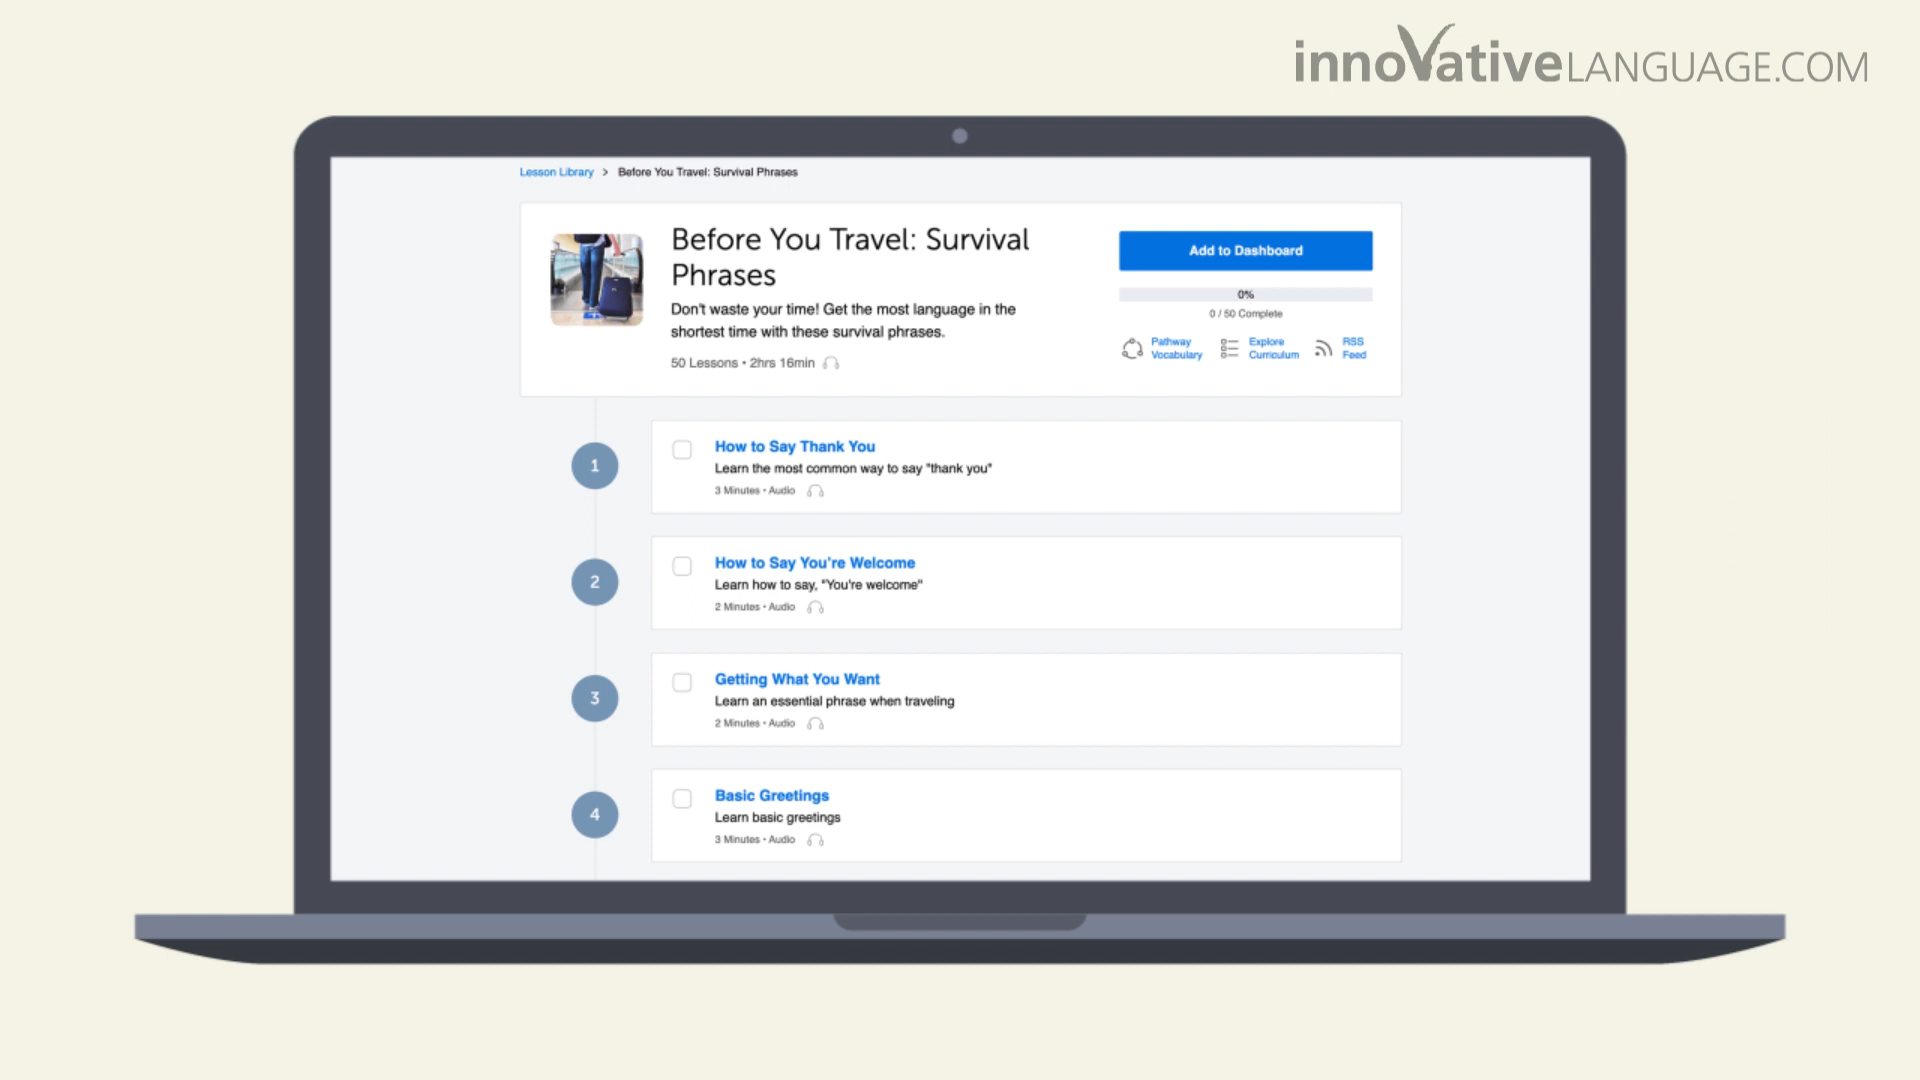 innoVativeLANGUAGE.COM
Lesson Library > Before You Travel: Survival Phrases
Before You Travel: Survival
Phrases
Don't waste your time! Get the most language in the
shortest time with these survival phrases.
50 Lessons • 2hrs 16min
Add to Dashboard
0%
0 / 50 Complete
Pathway
Vocabulary
Explore
Curriculum
RSS
Feed
1
How to Say Thank You
Learn the most common way to say "thank you"
3 Minutes • Audio
2
How to Say You're Welcome
Learn how to say, "You're welcome"
2 Minutes • Audio
3
Getting What You Want
Learn an essential phrase when traveling
2 Minutes • Audio
4
Basic Greetings
Learn basic greetings
3 Minutes • Audio